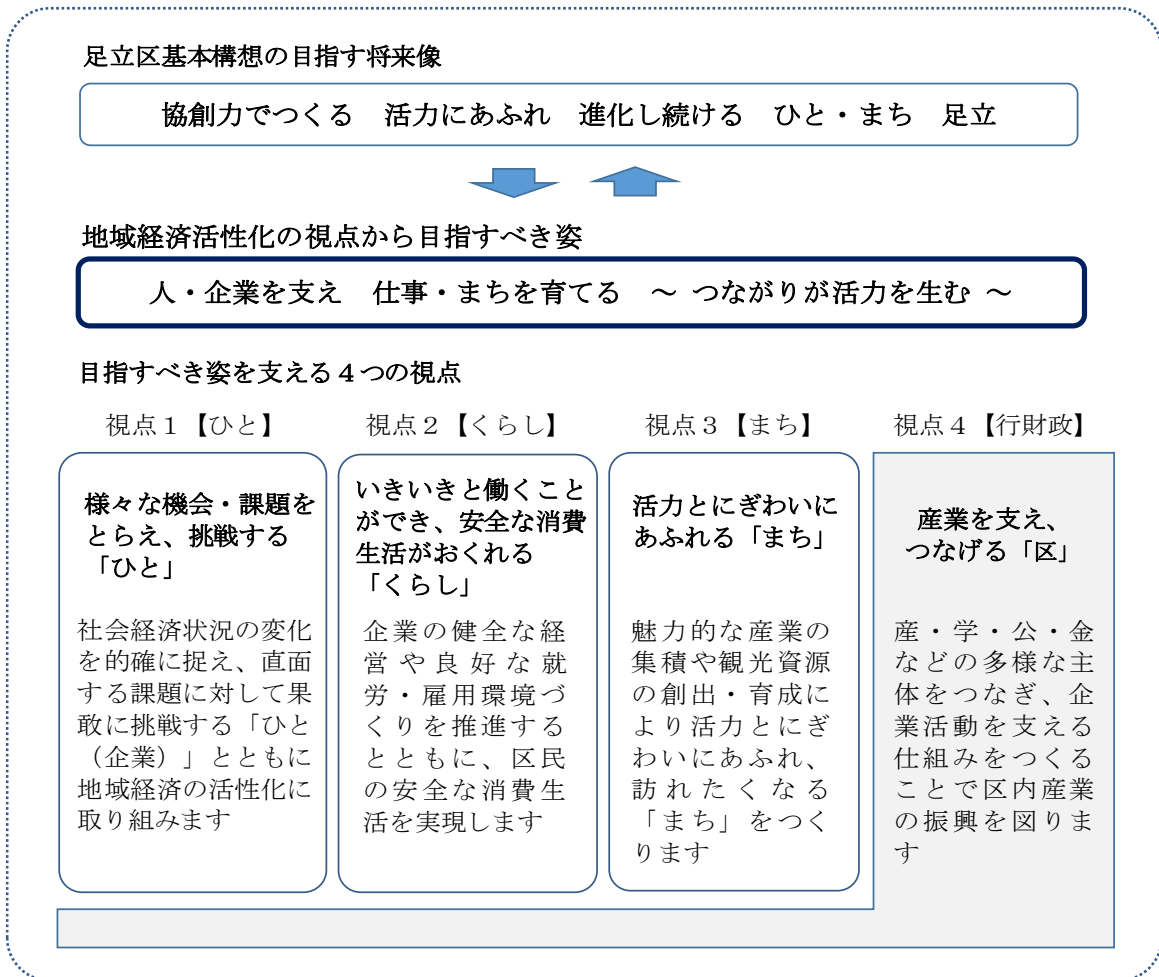 足立区基本構想の目指す将来像
協創力でつくる　活力にあふれ　進化し続ける　ひと・まち　足立
地域経済活性化の視点から目指すべき姿
人・企業を支え　仕事・まちを育てる　～ つながりが活力を生む ～
目指すべき姿を支える４つの視点
視点１【ひと】
様々な機会・課題を
とらえ、挑戦する
「ひと」
社会経済状況の変化
を的確に捉え、直面
する課題に対して果
敢に挑戦する「ひと
（企業）」とともに
地域経済の活性化に
取り組みます
視点２【くらし】
いきいきと働くこと
ができ、安全な消費
生活がおくれる
「くらし」
企業の健全な経
営や良好な就
労・雇用環境づ
くりを推進する
とともに、区民
の安全な消費生
活を実現します
視点３【まち】
活力とにぎわいに
あふれる「まち」
魅力的な産業の
集積や観光資源
の創出・育成に
より活力とにぎ
わいにあふれ、
訪れたくなる
「まち」をつく
ります
視点４【行財政】
産業を支え、
つなげる「区」
産・学・公・金
などの多様な主
体をつなぎ、企
業活動を支える
仕組みをつくる
ことで区内産業
の振興を図りま
す